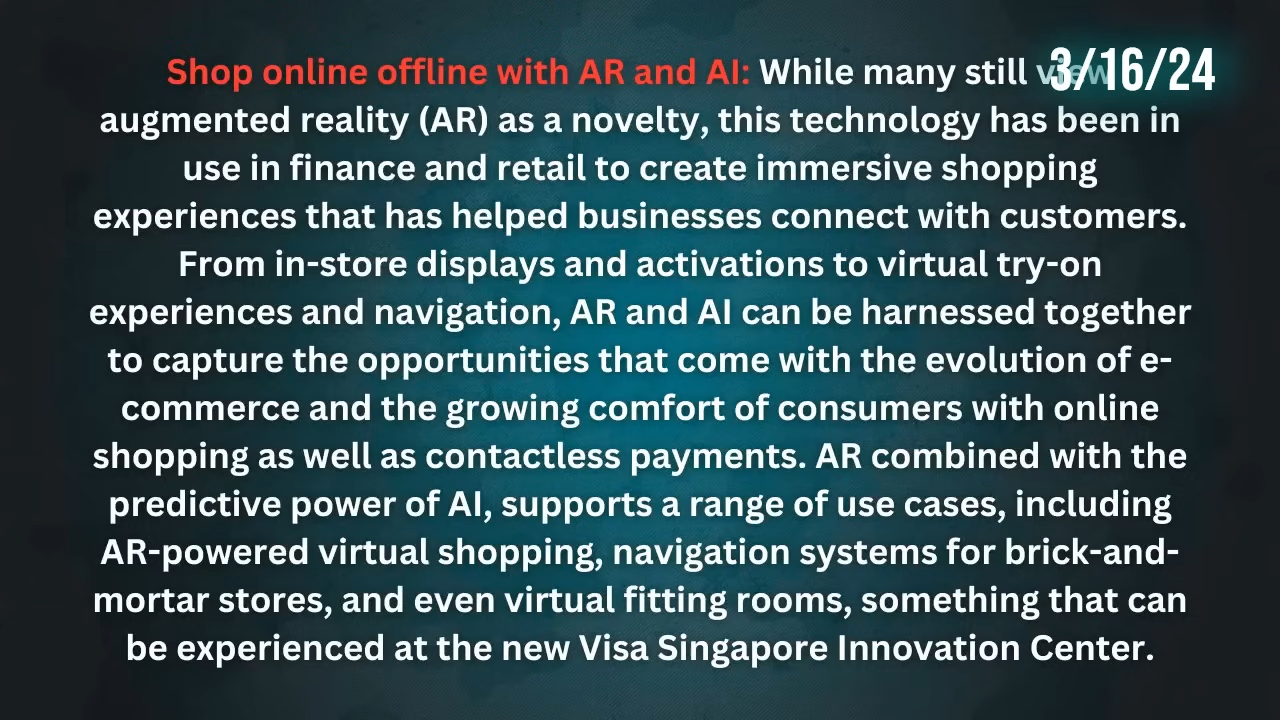 Shop online offline with AR and AI: While many still view
3/16/24
augmented reality (AR) as a novelty, this technology has been in
use in finance and retail to create immersive shopping
experiences that has helped businesses connect with customers.
From in-store displays and activations to virtual try-on
experiences and navigation, AR and AI can be harnessed together
to capture the opportunities that come with the evolution of e-
commerce and the growing comfort of consumers with online
shopping as well as contactless payments. AR combined with the
predictive power of AI, supports a range of use cases, including
AR-powered virtual shopping, navigation systems for brick-and-
mortar stores, and even virtual fitting rooms, something that can
be experienced at the new Visa Singapore Innovation Center.